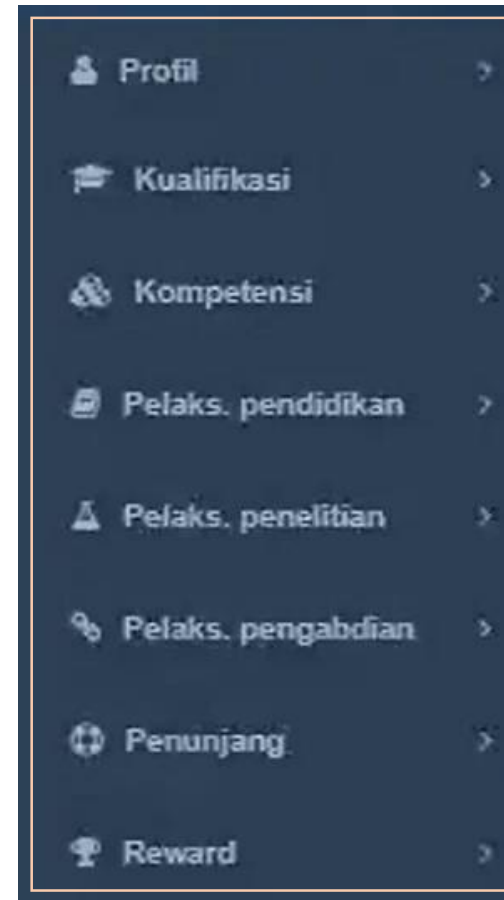 Profil
Kualifikasi
Kompetensi
Pelaks. pendidikan
Pelaks. penelitian
Pelaks. pengabdian
Penunjang
Reward